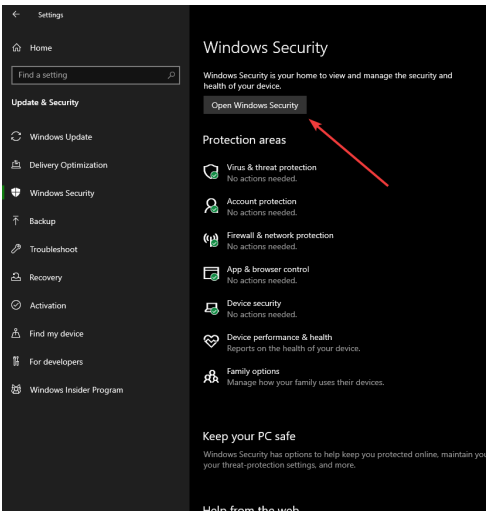 Settings
Home
Find a setting
Update & Security
Windows Update
Delivery Optimization
Windows Security
Backup
Troubleshoot
Recovery
Activation
Find my device
For developers
Windows Insider Program
Windows Security
Windows Security is your home to view and manage the security and
health of your device.
Open Windows Security
Protection areas
Virus & threat protection
No actions needed.
Account protection
No actions needed.
Firewall & network protection
No actions needed.
App & browser control
No actions needed.
Device security
No actions needed.
Device performance & health
Reports on the health of your device.
Family options
Manage how your family uses their devices.
Keep your PC safe
Windows Security has options to help keep you protected online, maintain you
your threat-protection settings, and more.
Help from the web